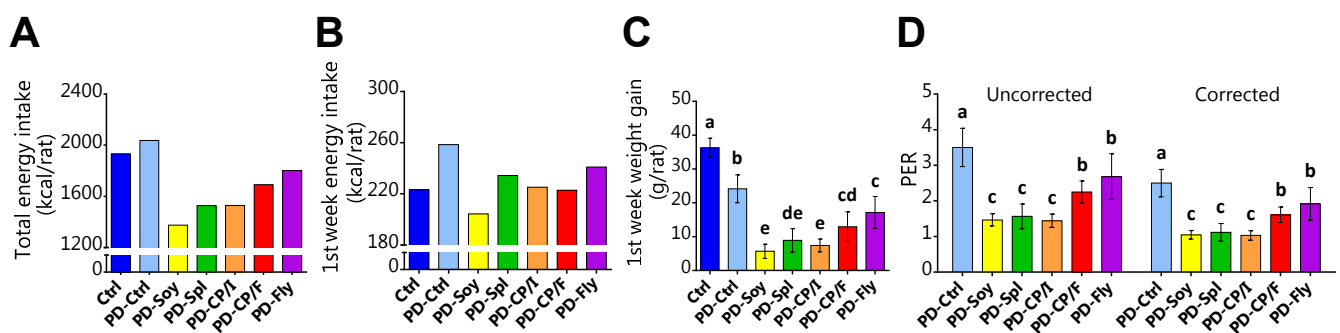 A
B
C
D
Total energy intake
(kcal/rat)
2400
2000
1600
1200
0
Ctrl
PD-Ctrl
PD-Soy
PD-Spl
PD-CP/I
PD-CP/F
PD-Fly
1st week energy intake
(kcal/rat)
300
260
220
180
0
Ctrl
PD-Ctrl
PD-Soy
PD-Spl
PD-CP/I
PD-CP/F
PD-Fly
1st week weight gain
(g/rat)
50
40
30
20
10
0
a
b
e
de
e
cd
c
Ctrl
PD-Ctrl
PD-Soy
PD-Spl
PD-CP/I
PD-CP/F
PD-Fly
PER
5
4
3
2
1
0
Uncorrected
Corrected
a
c
c
c
b
b
a
c
c
c
b
b
PD-Ctrl
PD-Soy
PD-Spl
PD-CP/I
PD-CP/F
PD-Fly
PD-Ctrl
PD-Soy
PD-Spl
PD-CP/I
PD-CP/F
PD-Fly